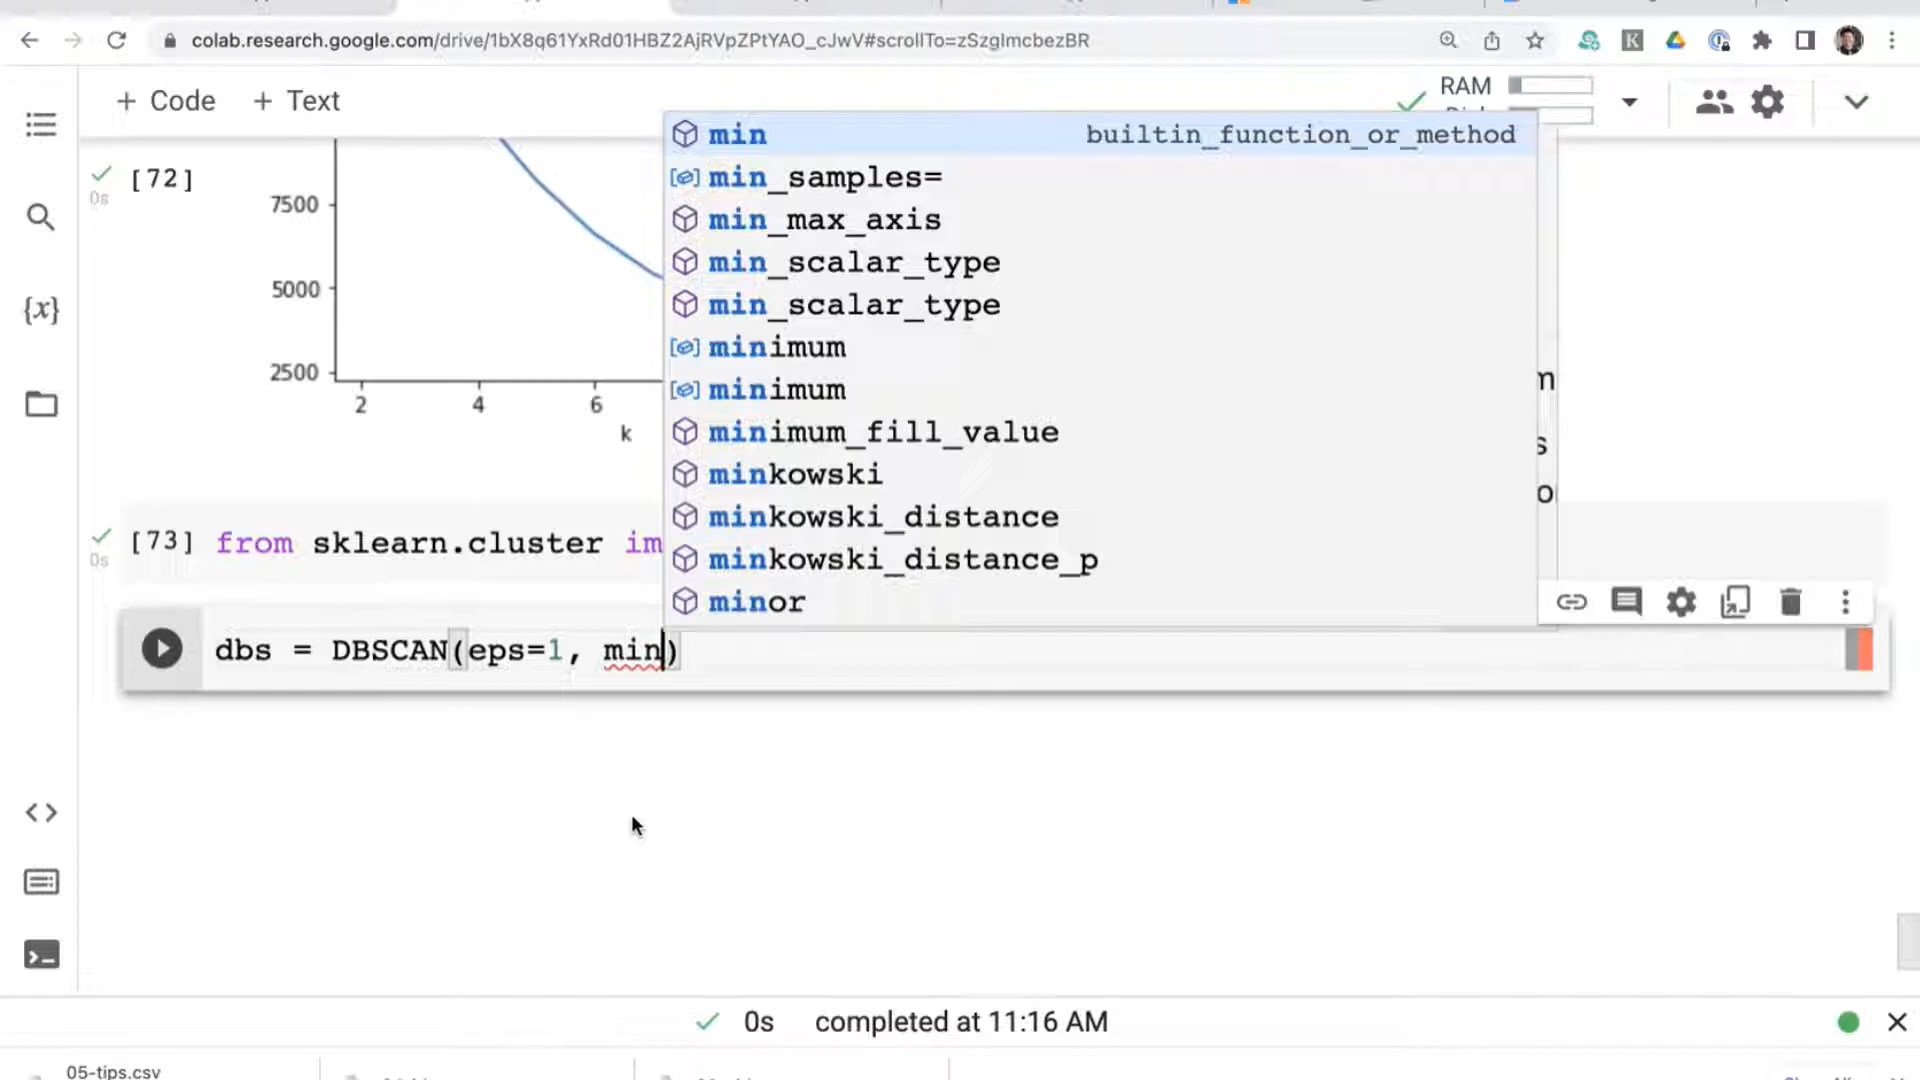 colab.research.google.com/drive/1bX8q61YxRd01HBZ2AjRVpZPtYAO_cJwV#scrollTo=zSzglmcbezBR
+ Code + Text
RAM
min builtin_function_or_method
min_samples=
min_max_axis
min_scalar_type
min_scalar_type
minimum
minimum
minimum_fill_value
minkowski
minkowski_distance
minkowski_distance_p
minor
[72]
0s
7500
5000
2500
2 4 6
k
m
s
o
[73] from sklearn.cluster im
0s
dbs = DBSCAN(eps=1, min)
0s completed at 11:16 AM
05-tips.csv